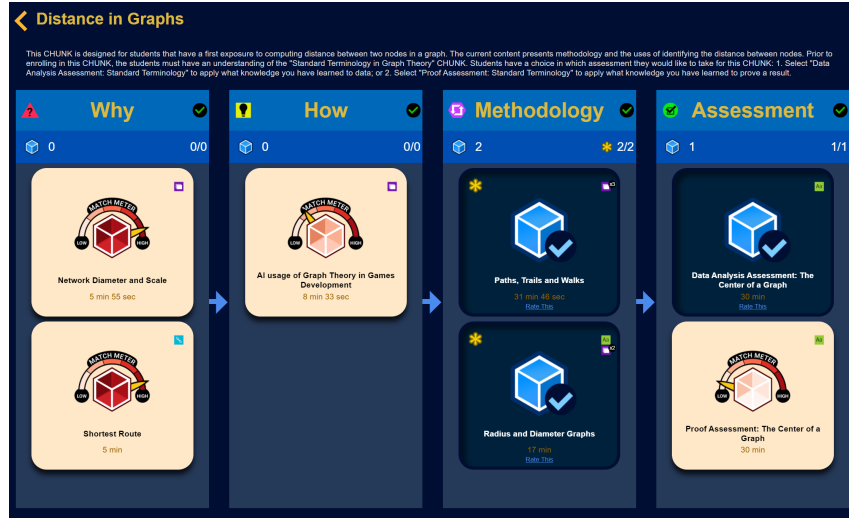 Distance in Graphs
This CHUNK is designed for students that have a first exposure to computing distance between two nodes in a graph. The current content presents methodology and the uses of identifying the distance between nodes. Prior to
enrolling in this CHUNK, the students must have an understanding of the "Standard Terminology in Graph Theory" CHUNK. Students have a choice in which assessment they would like to take for this CHUNK: 1. Select "Data
Analysis Assessment: Standard Terminology" to apply what knowledge you have learned to data; or 2. Select "Proof Assessment: Standard Terminology" to apply what knowledge you have learned to prove a result.
? Why
0 0/0
MATCH METER
LOW HIGH
Network Diameter and Scale
5 min 55 sec
MATCH METER
LOW HIGH
Shortest Route
5 min
How
0 0/0
MATCH METER
LOW HIGH
AI usage of Graph Theory in Games
Development
8 min 33 sec
Methodology
2 2/2
x3
Paths, Trails and Walks
31 min 46 sec
Rate This
x2
Radius and Diameter Graphs
17 min
Rate This
Assessment
1 1/1
Data Analysis Assessment: The
Center of a Graph
30 min
Rate This
MATCH METER
LOW HIGH
Proof Assessment: The Center of a
Graph
30 min